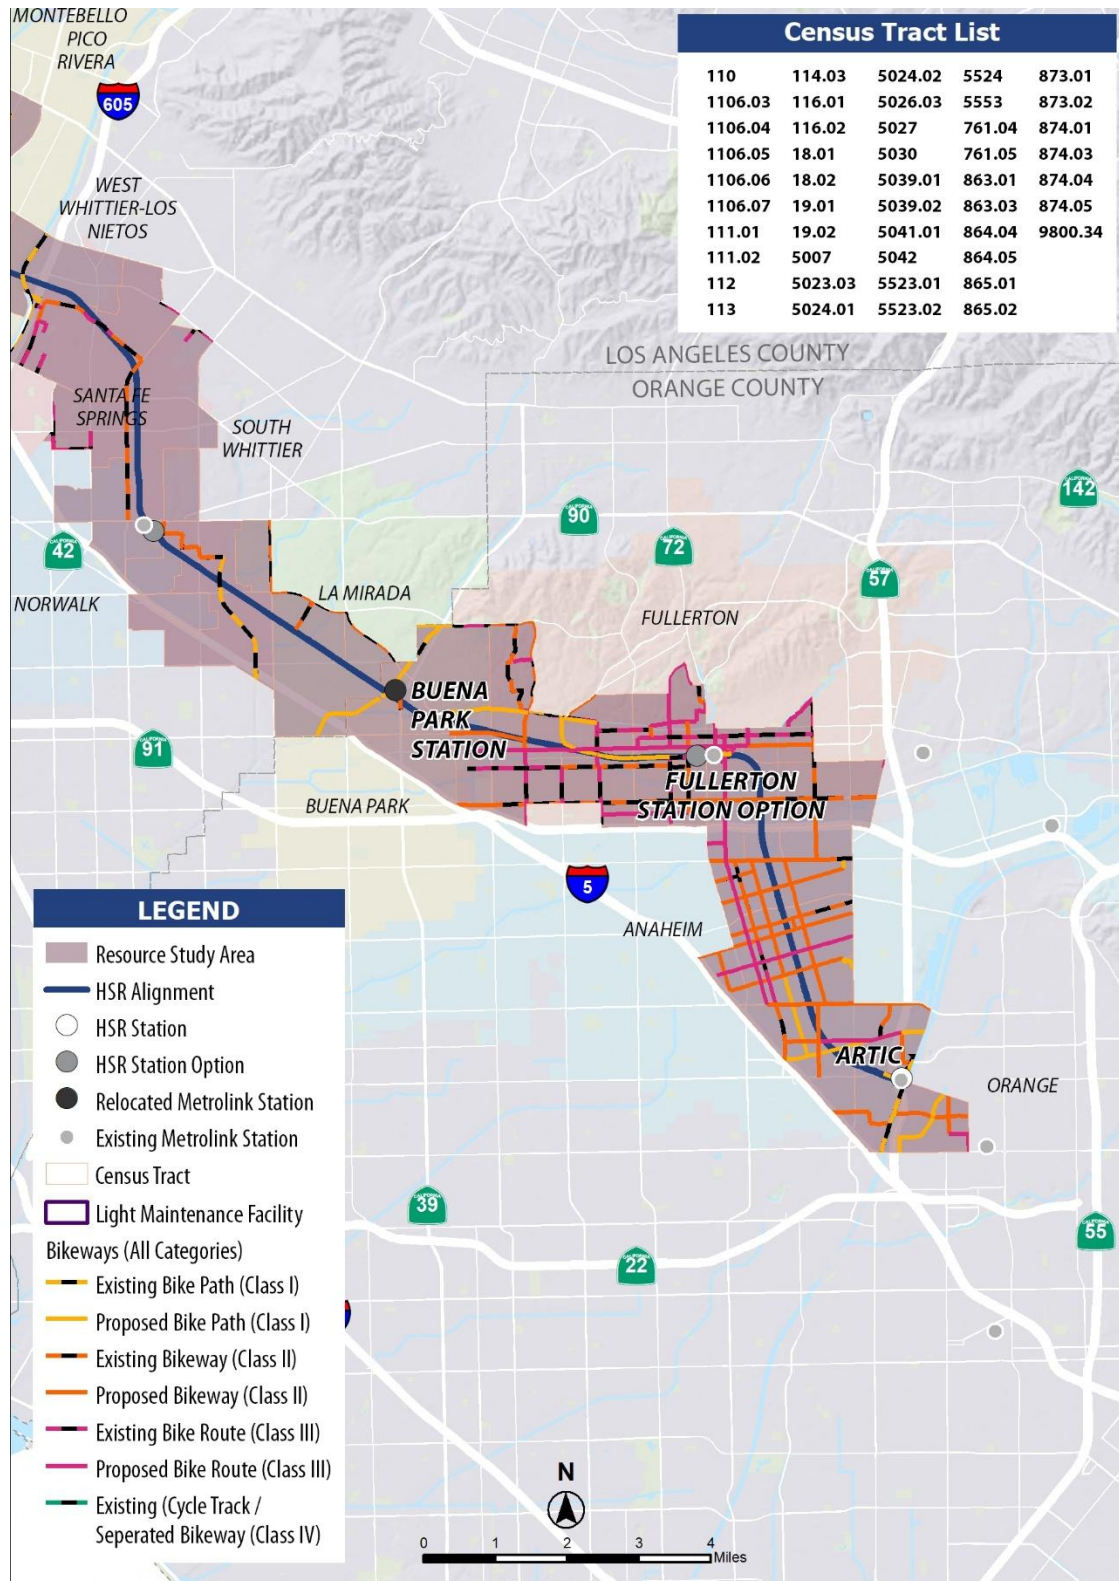 MONTEBELLO
PICO
RIVERA
605
WEST
WHITTIER-LOS
NIETOS
Census Tract List
110 114.03 5024.02 5524 873.01
1106.03 116.01 5026.03 5553 873.02
1106.04 116.02 5027 761.04 874.01
1106.05 18.01 5030 761.05 874.03
1106.06 18.02 5039.01 863.01 874.04
1106.07 19.01 5039.02 863.03 874.05
111.01 19.02 5041.01 864.04 9800.34
111.02 5007 5042 864.05
112 5023.03 5523.01 865.01
113 5024.01 5523.02 865.02
LOS ANGELES COUNTY
ORANGE COUNTY
SANTA FE
SPRINGS
SOUTH
WHITTIER
CALIFORNIA
142
CALIFORNIA
90
CALIFORNIA
72
CALIFORNIA
42
CALIFORNIA
57
NORWALK
LA MIRADA
FULLERTON
BUENA
PARK
STATION
CALIFORNIA
91
FULLERTON
STATION OPTION
BUENA PARK
5
ANAHEIM
ARTIC
ORANGE
CALIFORNIA
39
CALIFORNIA
22
CALIFORNIA
55
LEGEND
Resource Study Area
HSR Alignment
HSR Station
HSR Station Option
Relocated Metrolink Station
Existing Metrolink Station
Census Tract
Light Maintenance Facility
Bikeways (All Categories)
Existing Bike Path (Class I)
Proposed Bike Path (Class I)
Existing Bikeway (Class II)
Proposed Bikeway (Class II)
Existing Bike Route (Class III)
Proposed Bike Route (Class III)
Existing (Cycle Track /
Seperated Bikeway (Class IV)
N
0 1 2 3 4
Miles